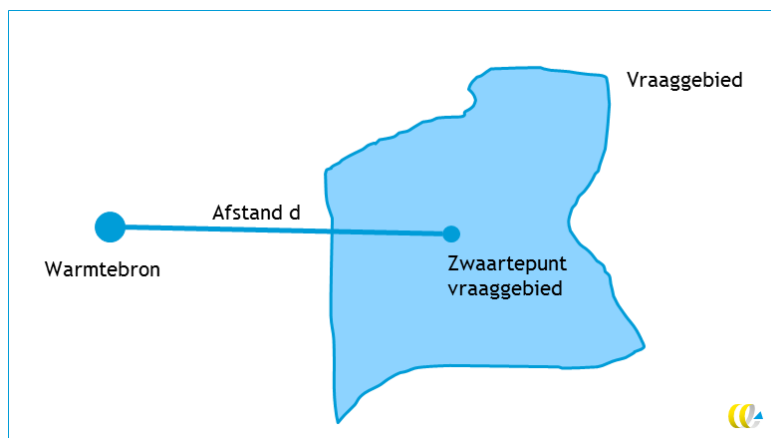 Vraaggebied
Afstand d
Warmtebron
Zwaartepunt
vraaggebied